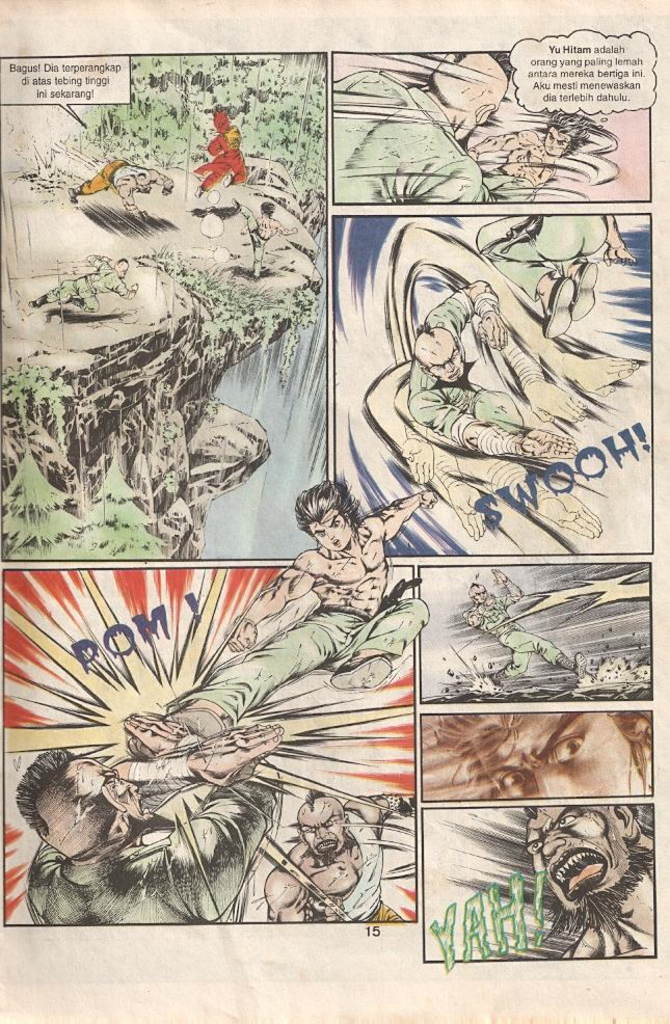 Bagus! Dia terperangkap
di atas tebing tinggi
ini sekarang!
Yu Hitam adalah
orang yang paling lemah
antara mereka bertiga ini.
Aku mesti menewaskan
dia terlebih dahulu.
SWOOH!
POM!
YAH!
15